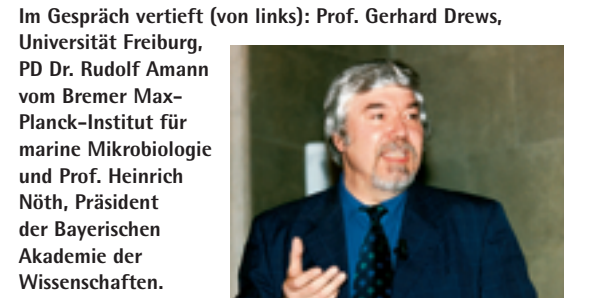 Im Gespräch vertieft (von links): Prof. Gerhard Drews,
Universität Freiburg,
PD Dr. Rudolf Amann
vom Bremer Max-
Planck-Institut für
marine Mikrobiologie
und Prof. Heinrich
Nöth, Präsident
der Bayerischen
Akademie der
Wissenschaften.